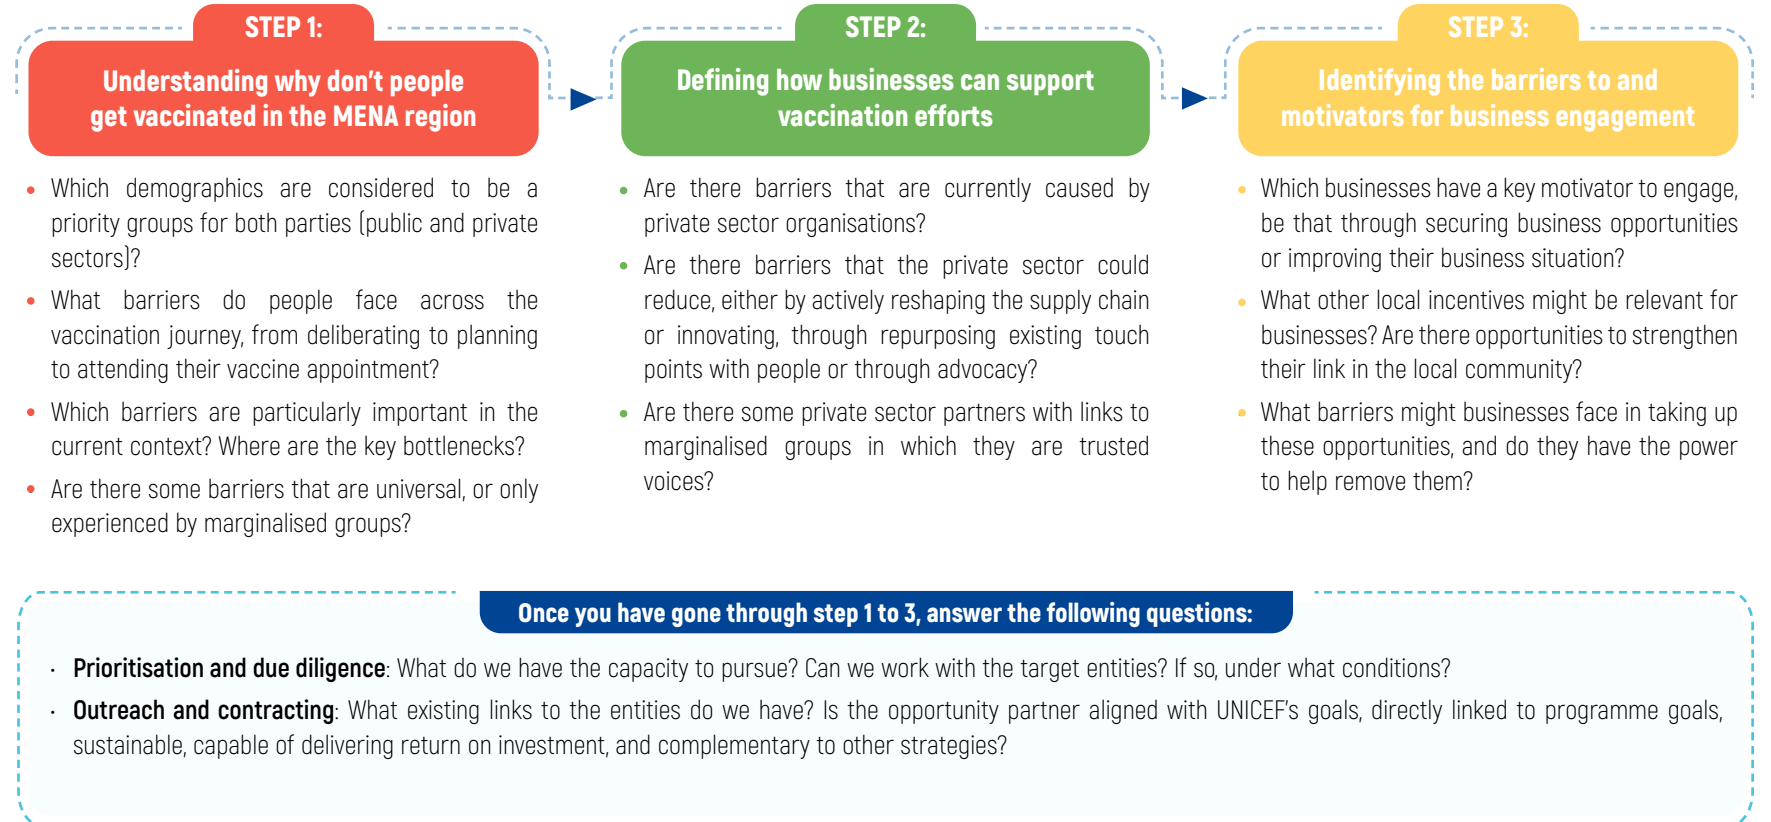 STEP 1:
Understanding why don't people
get vaccinated in the MENA region
• Which demographics are considered to be a
priority groups for both parties (public and private
sectors)?
• What barriers do people face across the
vaccination journey, from deliberating to planning
to attending their vaccine appointment?
• Which barriers are particularly important in the
current context? Where are the key bottlenecks?
• Are there some barriers that are universal, or only
experienced by marginalised groups?
STEP 2:
Defining how businesses can support
vaccination efforts
• Are there barriers that are currently caused by
private sector organisations?
• Are there barriers that the private sector could
reduce, either by actively reshaping the supply chain
or innovating, through repurposing existing touch
points with people or through advocacy?
• Are there some private sector partners with links to
marginalised groups in which they are trusted
voices?
STEP 3:
Identifying the barriers to and
motivators for business engagement
• Which businesses have a key motivator to engage,
be that through securing business opportunities
or improving their business situation?
• What other local incentives might be relevant for
businesses? Are there opportunities to strengthen
their link in the local community?
• What barriers might businesses face in taking up
these opportunities, and do they have the power
to help remove them?
Once you have gone through step 1 to 3, answer the following questions:
· Prioritisation and due diligence: What do we have the capacity to pursue? Can we work with the target entities? If so, under what conditions?
· Outreach and contracting: What existing links to the entities do we have? Is the opportunity partner aligned with UNICEF's goals, directly linked to programme goals,
sustainable, capable of delivering return on investment, and complementary to other strategies?